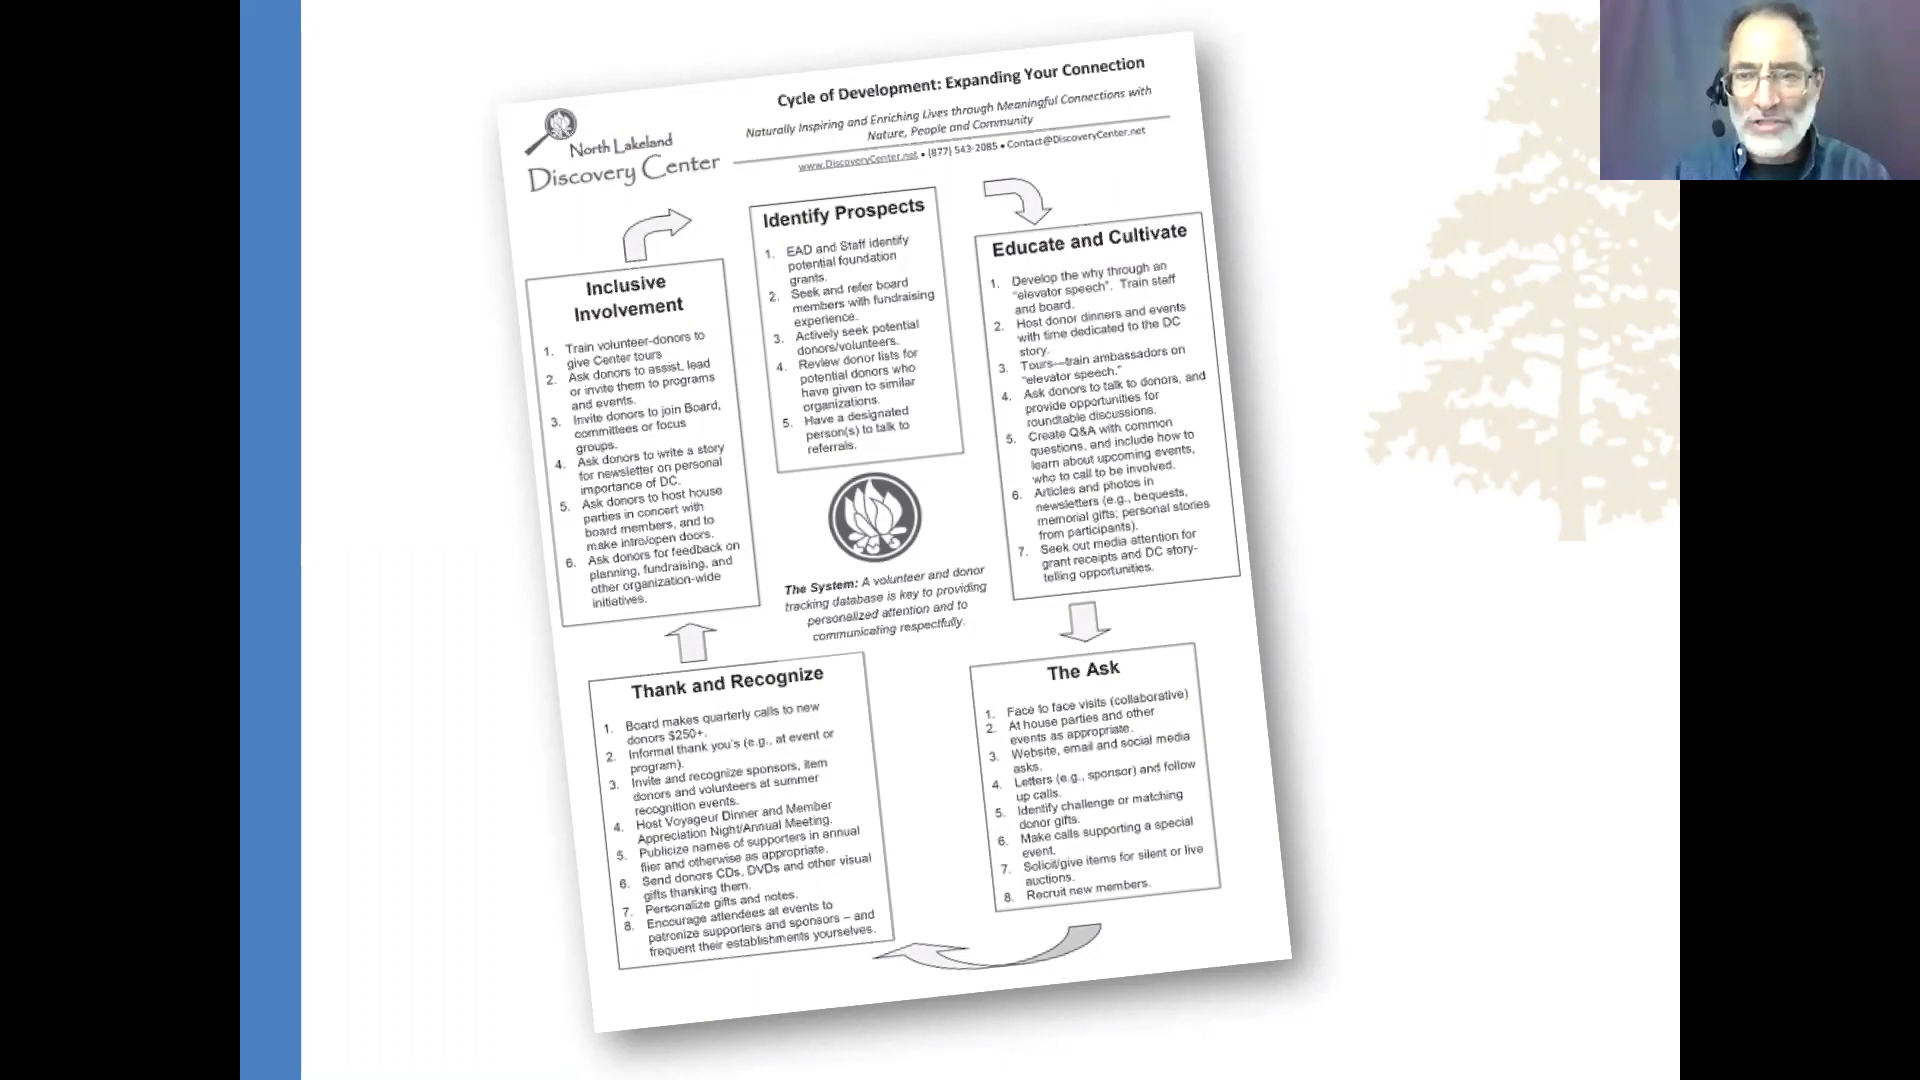 Cycle of Development: Expanding Your Connection
Naturally Inspiring and Enriching Lives through Meaningful Connections with
Nature, People and Community
www.DiscoveryCenter.net • (877) 543-2085 • Contact@DiscoveryCenter.net
North Lakeland
Discovery Center
Identify Prospects
1. EAD and Staff identify
potential foundation
grants.
2. Seek and refer board
members with fundraising
experience.
3. Actively seek potential
donors/volunteers.
4. Review donor lists for
potential donors who
have given to similar
organizations.
5. Have a designated
person(s) to talk to
referrals.
Educate and Cultivate
1. Develop the why through an
“elevator speech”. Train staff
and board.
2. Host donor dinners and events
with time dedicated to the DC
story.
3. Tours—train ambassadors on
“elevator speech.”
4. Ask donors to talk to donors, and
provide opportunities for
roundtable discussions.
5. Create Q&A with common
questions, and include how to
learn about upcoming events,
who to call to be involved.
6. Articles and photos in
newsletters (e.g., bequests,
memorial gifts; personal stories
from participants).
7. Seek out media attention for
grant receipts and DC story-
telling opportunities.
The Ask
1. Face to face visits (collaborative)
2. At house parties and other
events as appropriate.
3. Website, email and social media
asks.
4. Letters (e.g., sponsor) and follow
up calls.
5. Identify challenge or matching
donor gifts.
6. Make calls supporting a special
event.
7. Solicit/give items for silent or live
auctions.
8. Recruit new members.
Thank and Recognize
1. Board makes quarterly calls to new
donors $250+.
2. Informal thank you’s (e.g., at event or
program).
3. Invite and recognize sponsors, item
donors and volunteers at summer
recognition events.
4. Host Voyageur Dinner and Member
Appreciation Night/Annual Meeting.
5. Publicize names of supporters in annual
flier and otherwise as appropriate.
6. Send donors CDs, DVDs and other visual
gifts thanking them.
7. Personalize gifts and notes.
8. Encourage attendees at events to
patronize supporters and sponsors – and
frequent their establishments yourselves.
Inclusive
Involvement
1. Train volunteer-donors to
give Center tours
2. Ask donors to assist, lead
or invite them to programs
and events.
3. Invite donors to join Board,
committees or focus
groups.
4. Ask donors to write a story
for newsletter on personal
importance of DC.
5. Ask donors to host house
parties in concert with
board members, and to
make intro/open doors.
6. Ask donors for feedback on
planning, fundraising, and
other organization-wide
initiatives.
The System: A volunteer and donor
tracking database is key to providing
personalized attention and to
communicating respectfully.